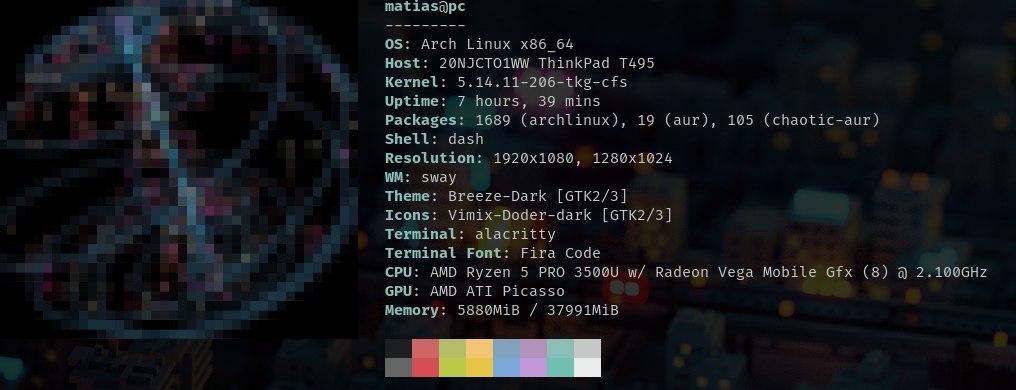 matias@pc
---------
OS: Arch Linux x86_64
Host: 20NJCTO1WW ThinkPad T495
Kernel: 5.14.11-206-tkg-cfs
Uptime: 7 hours, 39 mins
Packages: 1689 (archlinux), 19 (aur), 105 (chaotic-aur)
Shell: dash
Resolution: 1920x1080, 1280x1024
WM: sway
Theme: Breeze-Dark [GTK2/3]
Icons: Vimix-Doder-dark [GTK2/3]
Terminal: alacritty
Terminal Font: Fira Code
CPU: AMD Ryzen 5 PRO 3500U w/ Radeon Vega Mobile Gfx (8) @ 2.100GHz
GPU: AMD ATI Picasso
Memory: 5880MiB / 37991MiB